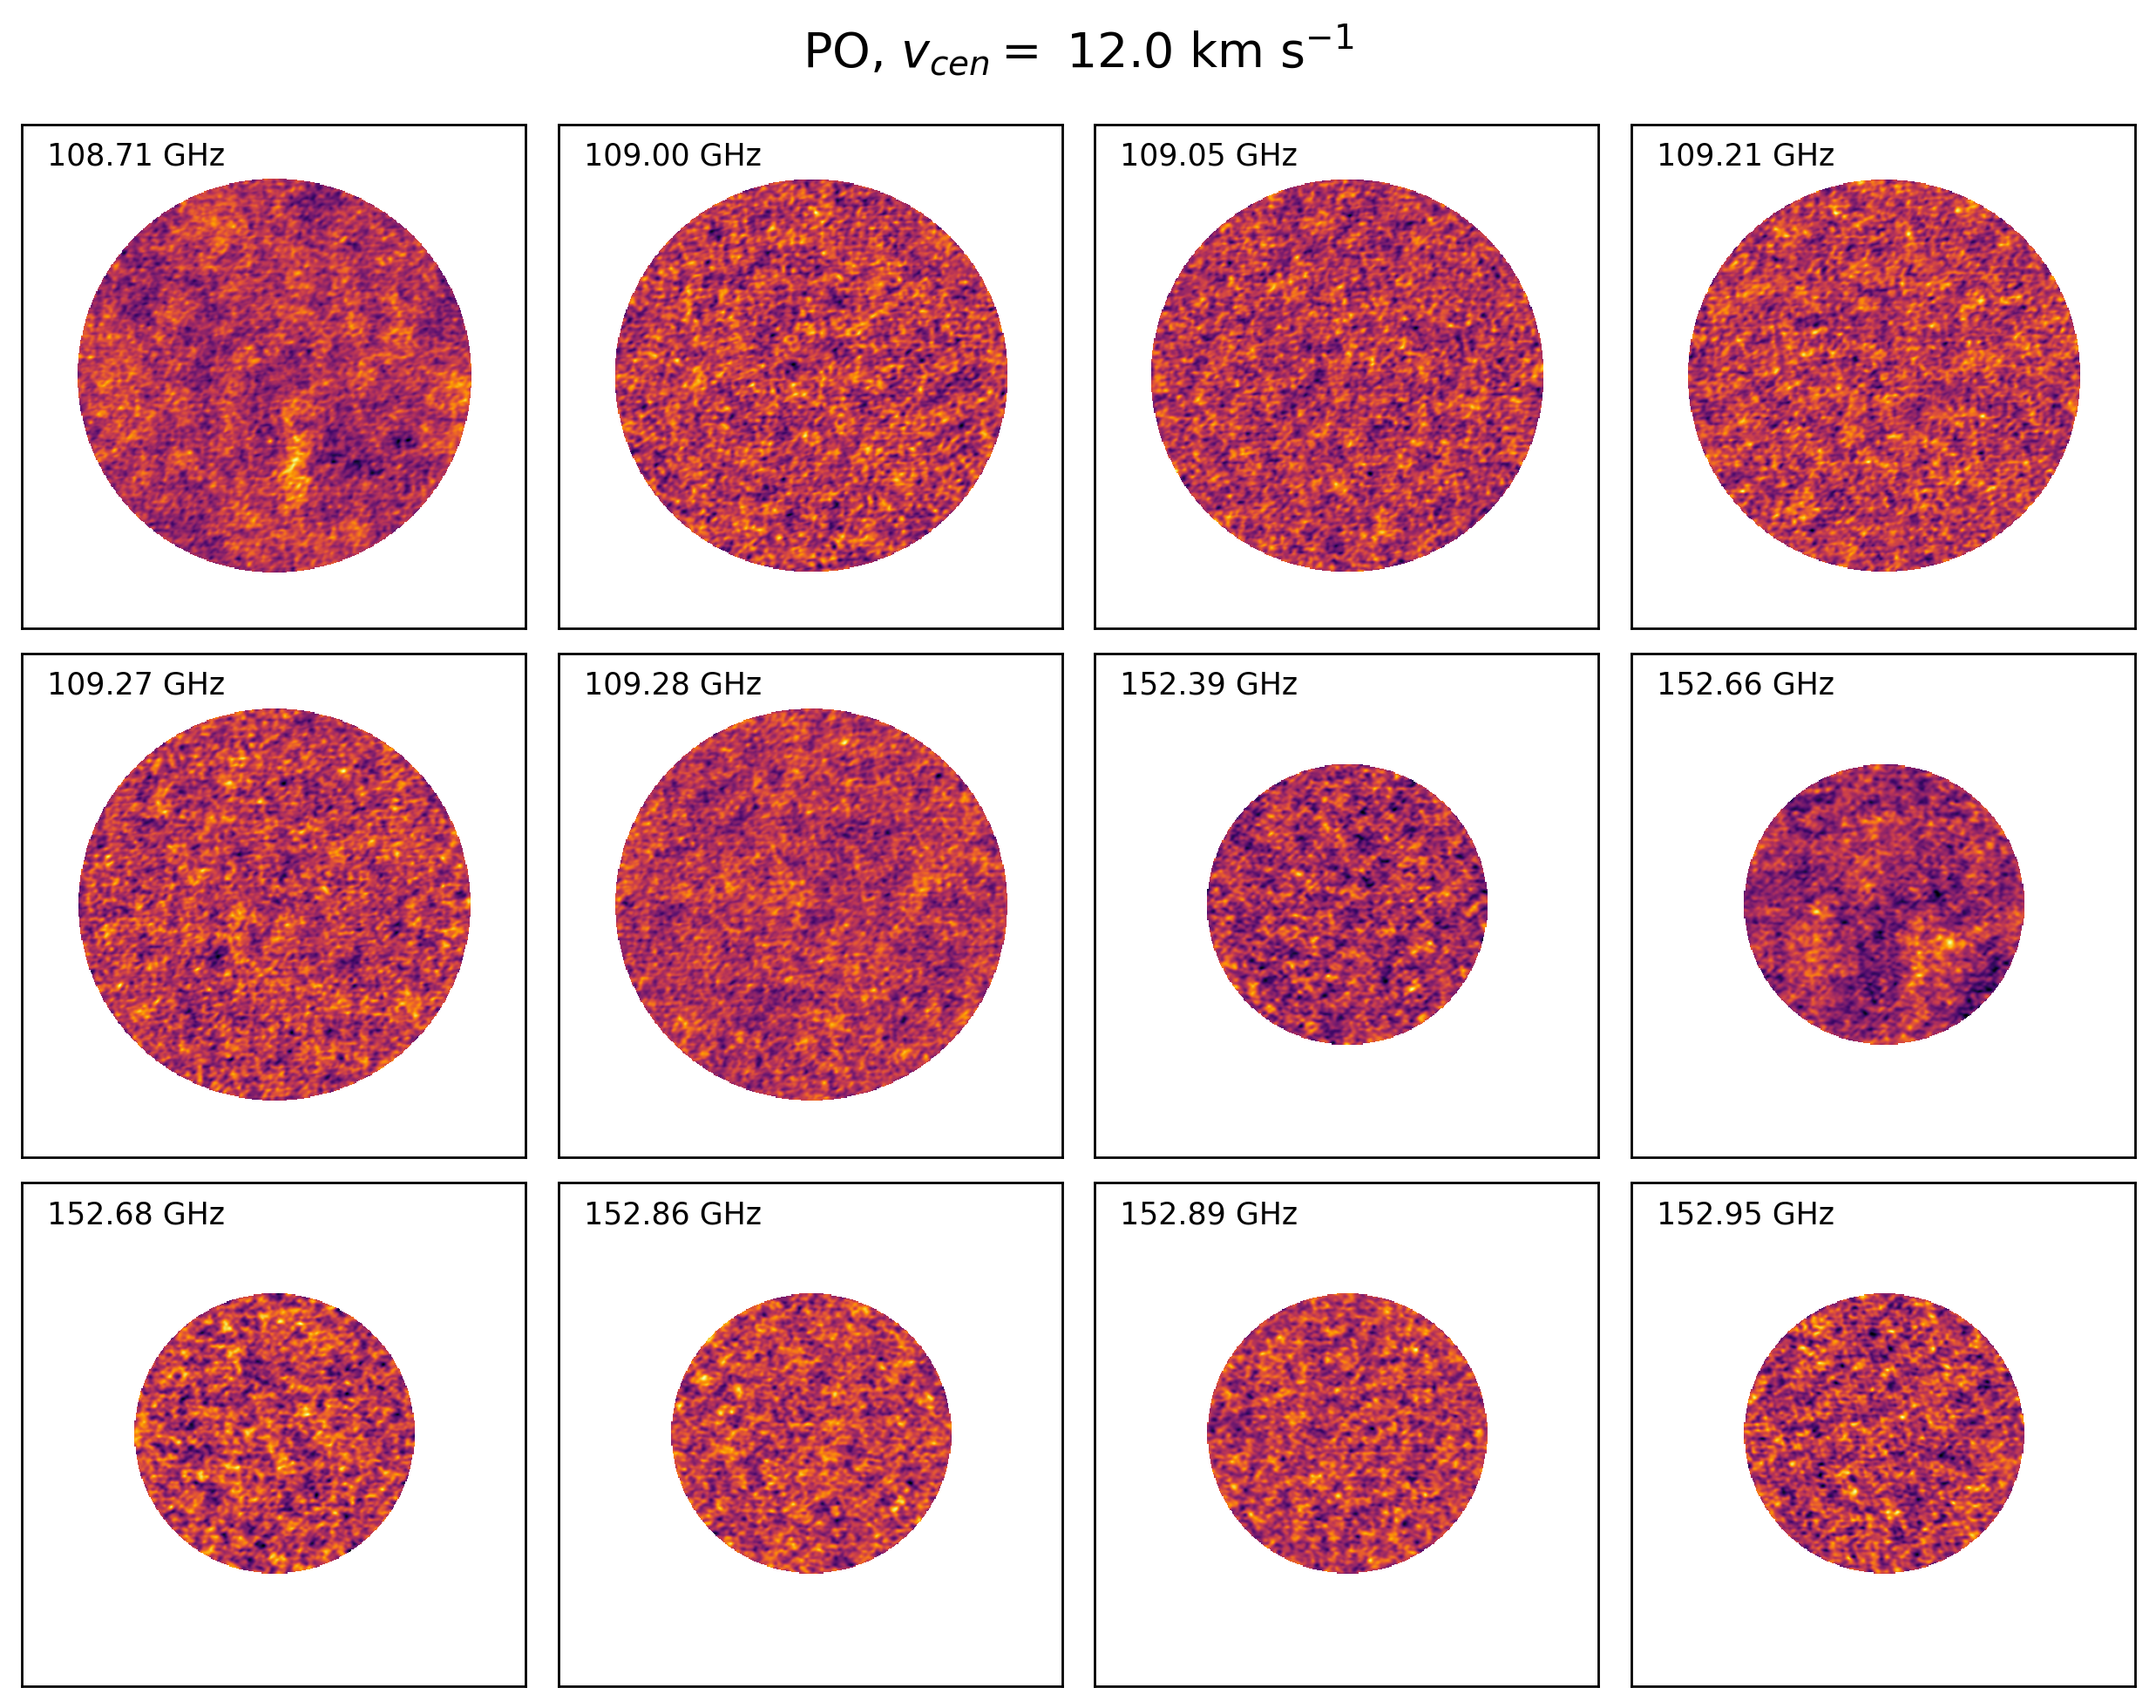 PO, v_cen = 12.0 km s⁻¹
108.71 GHz
109.00 GHz
109.05 GHz
109.21 GHz
109.27 GHz
109.28 GHz
152.39 GHz
152.66 GHz
152.68 GHz
152.86 GHz
152.89 GHz
152.95 GHz